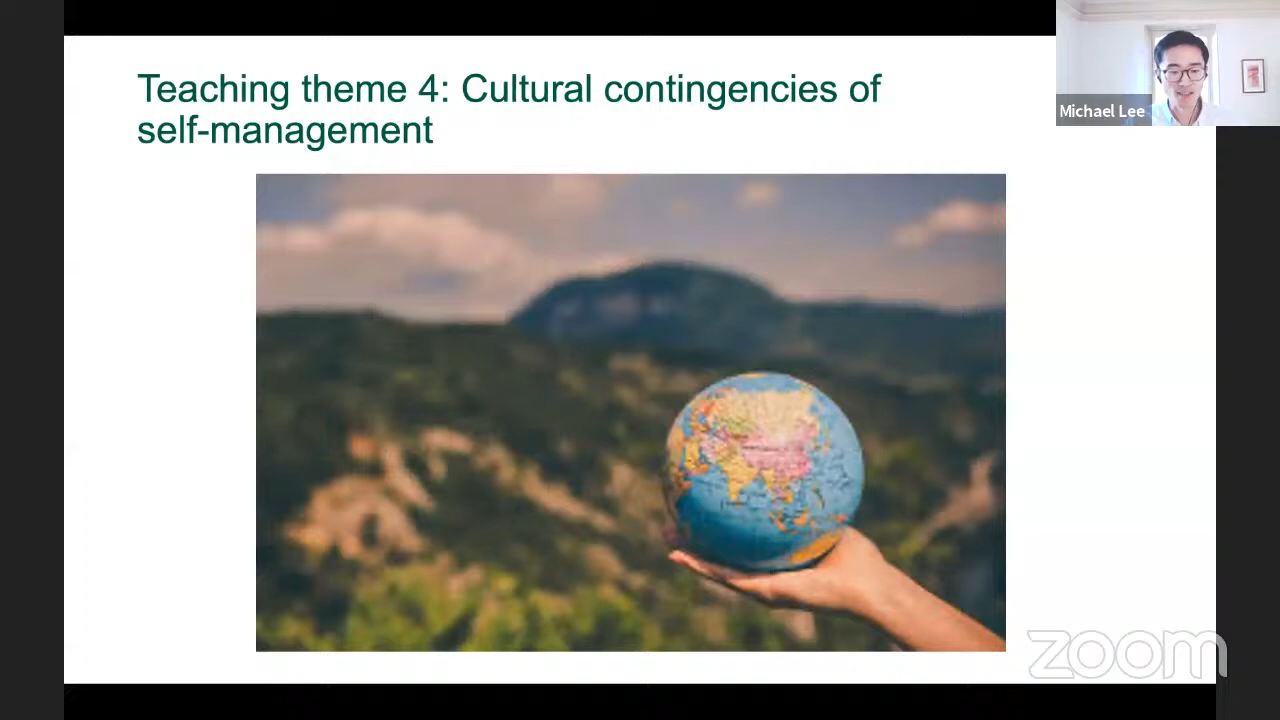 Teaching theme 4: Cultural contingencies of
self-management
Michael Lee
zoom